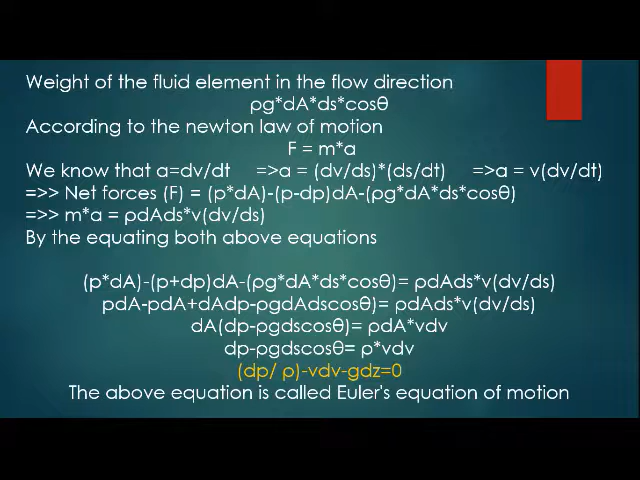 Weight of the fluid element in the flow direction
ρg*dA*ds*cosθ
According to the newton law of motion
F = m*a
We know that a=dv/dt =>a = (dv/ds)*(ds/dt) =>a = v(dv/dt)
=>> Net forces (F) = (p*dA)-(p-dp)dA-(ρg*dA*ds*cosθ)
=>> m*a = ρdAds*v(dv/ds)
By the equating both above equations
(p*dA)-(p+dp)dA-(ρg*dA*ds*cosθ)= ρdAds*v(dv/ds)
pdA-pdA+dAdp-ρgdAdscosθ)= ρdAds*v(dv/ds)
dA(dp-ρgdscosθ)= ρdA*vdv
dp-ρgdscosθ= ρ*vdv
(dp/ ρ)-vdv-gdz=0
The above equation is called Euler's equation of motion